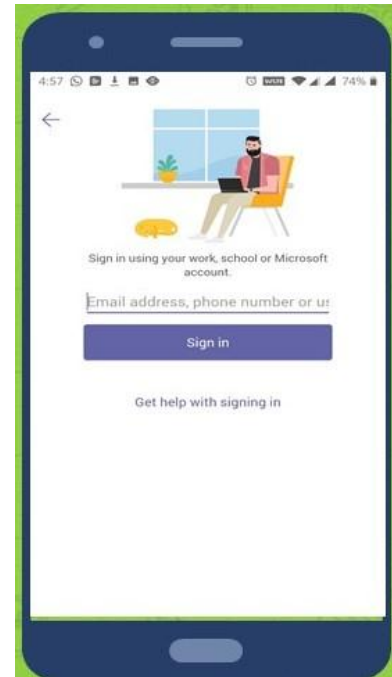 4:57 74%
Sign in using your work, school or Microsoft
account.
Email address, phone number or us
Sign in
Get help with signing in